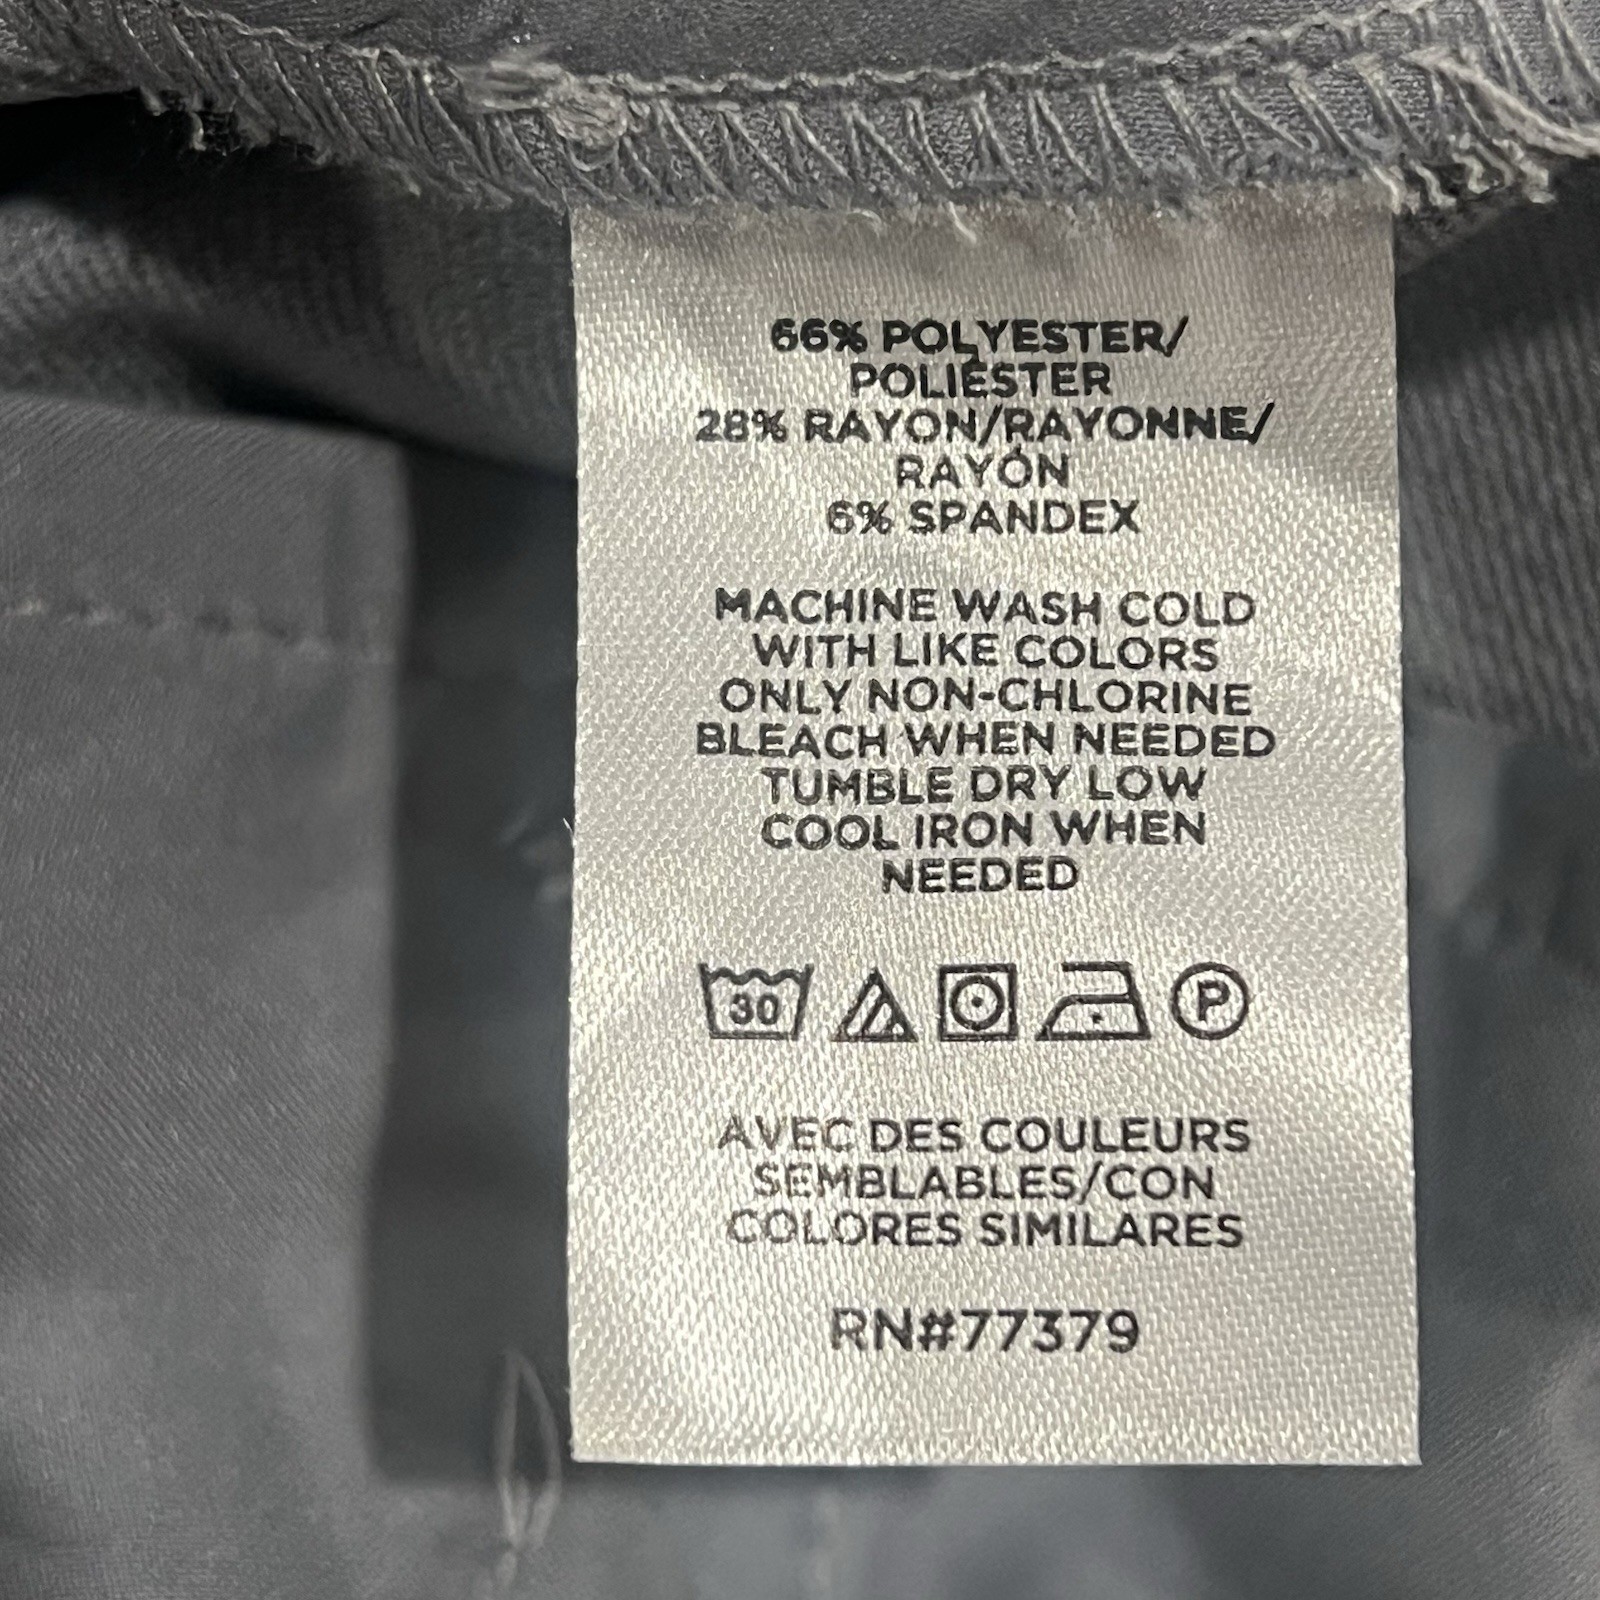 66% POLYESTER/
POLIÉSTER
28% RAYON/RAYONNE/
RAYÓN
6% SPANDEX
MACHINE WASH COLD
WITH LIKE COLORS
ONLY NON-CHLORINE
BLEACH WHEN NEEDED
TUMBLE DRY LOW
COOL IRON WHEN
NEEDED
30 P
AVEC DES COULEURS
SEMBLABLES/CON
COLORES SIMILARES
RN#77379